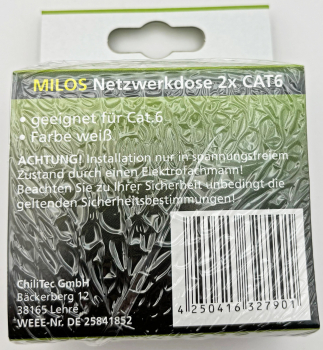 MILOS Netzwerkdose 2x CAT6
• geeignet für Cat.6
• Farbe weiß
ACHTUNG! Installation nur in spannungsfreiem
Zustand durch einen Elektrofachmann!
Beachten Sie zu Ihrer Sicherheit unbedingt die
geltenden Sicherheitsbestimmungen!
ChiliTec GmbH
Bäckerberg 12
38165 Lehre
WEEE-Nr. DE 25841852
4 250416 327901